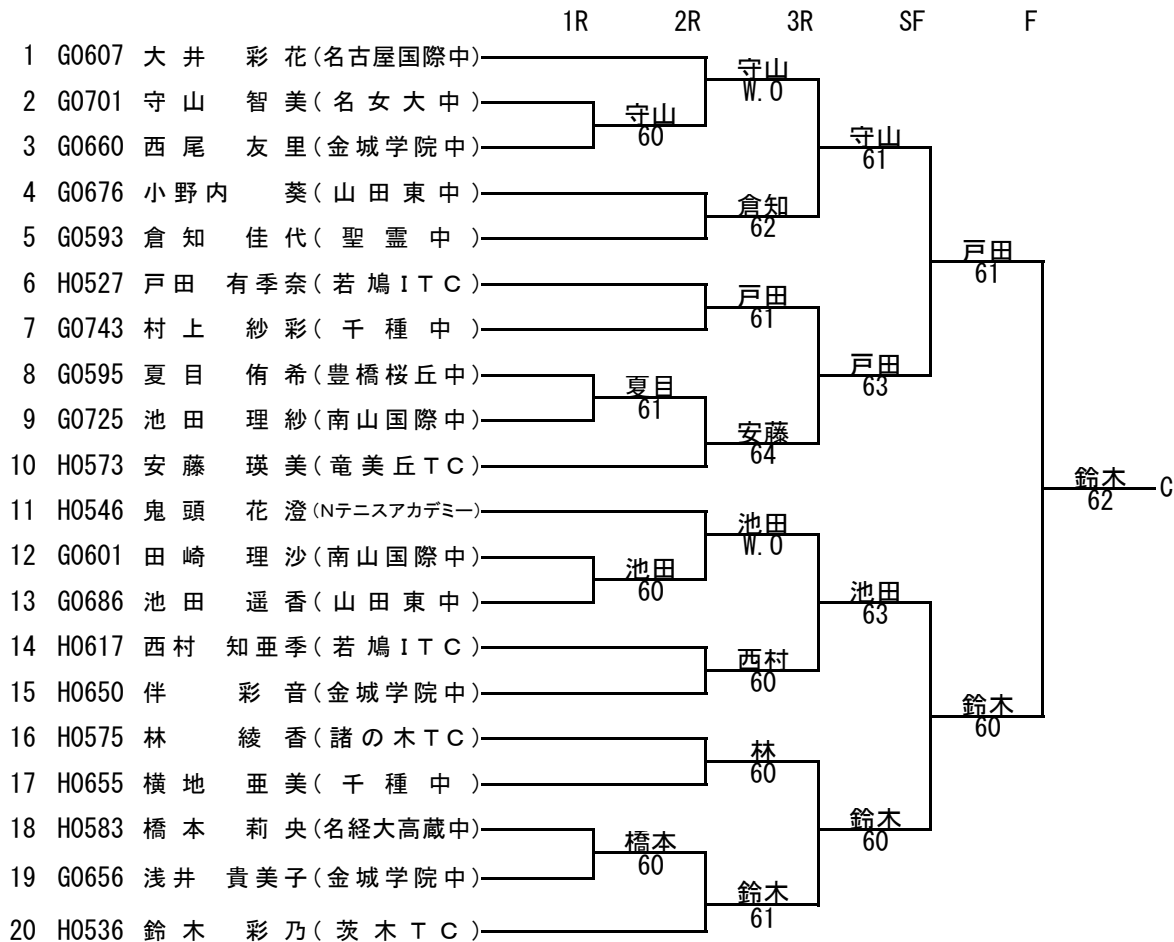 1R 2R 3R SF F
1 G0607 大井 彩花(名古屋国際中)
2 G0701 守山 智美(名女大中)
3 G0660 西尾 友里(金城学院中)
4 G0676 小野内 葵(山田東中)
5 G0593 倉知 佳代(聖霊中)
6 H0527 戸田 有季奈(若鳩ITC)
7 G0743 村上 紗彩(千種中)
8 G0595 夏目 侑希(豊橋桜丘中)
9 G0725 池田 理紗(南山国際中)
10 H0573 安藤 瑛美(竜美丘TC)
11 H0546 鬼頭 花澄(Nテニスアカデミー)
12 G0601 田崎 理沙(南山国際中)
13 G0686 池田 遥香(山田東中)
14 H0617 西村 知亜季(若鳩ITC)
15 H0650 伴 彩音(金城学院中)
16 H0575 林 綾香(諸の木TC)
17 H0655 横地 亜美(千種中)
18 H0583 橋本 莉央(名経大高蔵中)
19 G0656 浅井 貴美子(金城学院中)
20 H0536 鈴木 彩乃(茨木TC)
守山
60
夏目
61
池田
60
橋本
60
守山
W.O
倉知
62
戸田
61
安藤
64
池田
W.O
西村
60
林
60
鈴木
61
守山
61
戸田
63
池田
63
鈴木
60
戸田
61
鈴木
60
鈴木
62
C